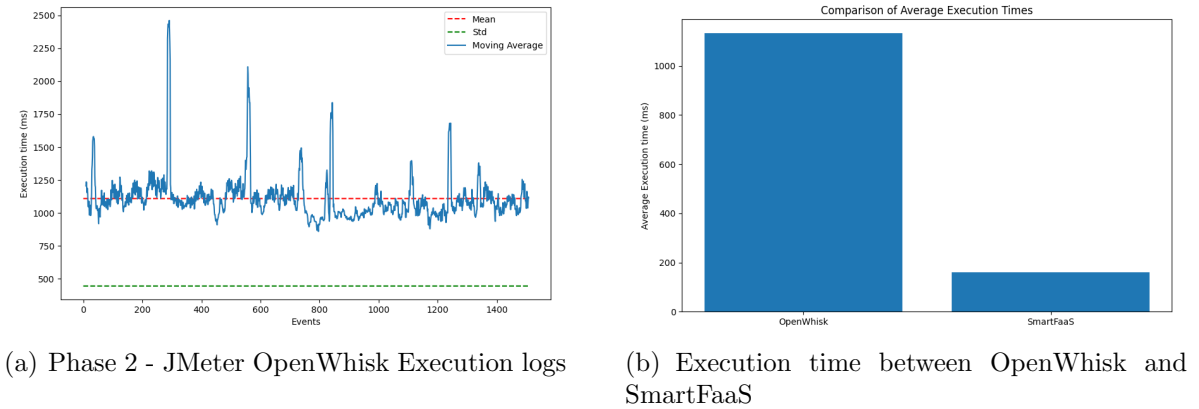 2500
2250
2000
1750
1500
1250
1000
750
500
Execution time (ms)
Mean
Std
Moving Average
0 200 400 600 800 1000 1200 1400
Events
(a) Phase 2 - JMeter OpenWhisk Execution logs
Comparison of Average Execution Times
1000
800
600
400
200
0
Average Execution time (ms)
OpenWhisk SmartFaaS
(b) Execution time between OpenWhisk and
SmartFaaS